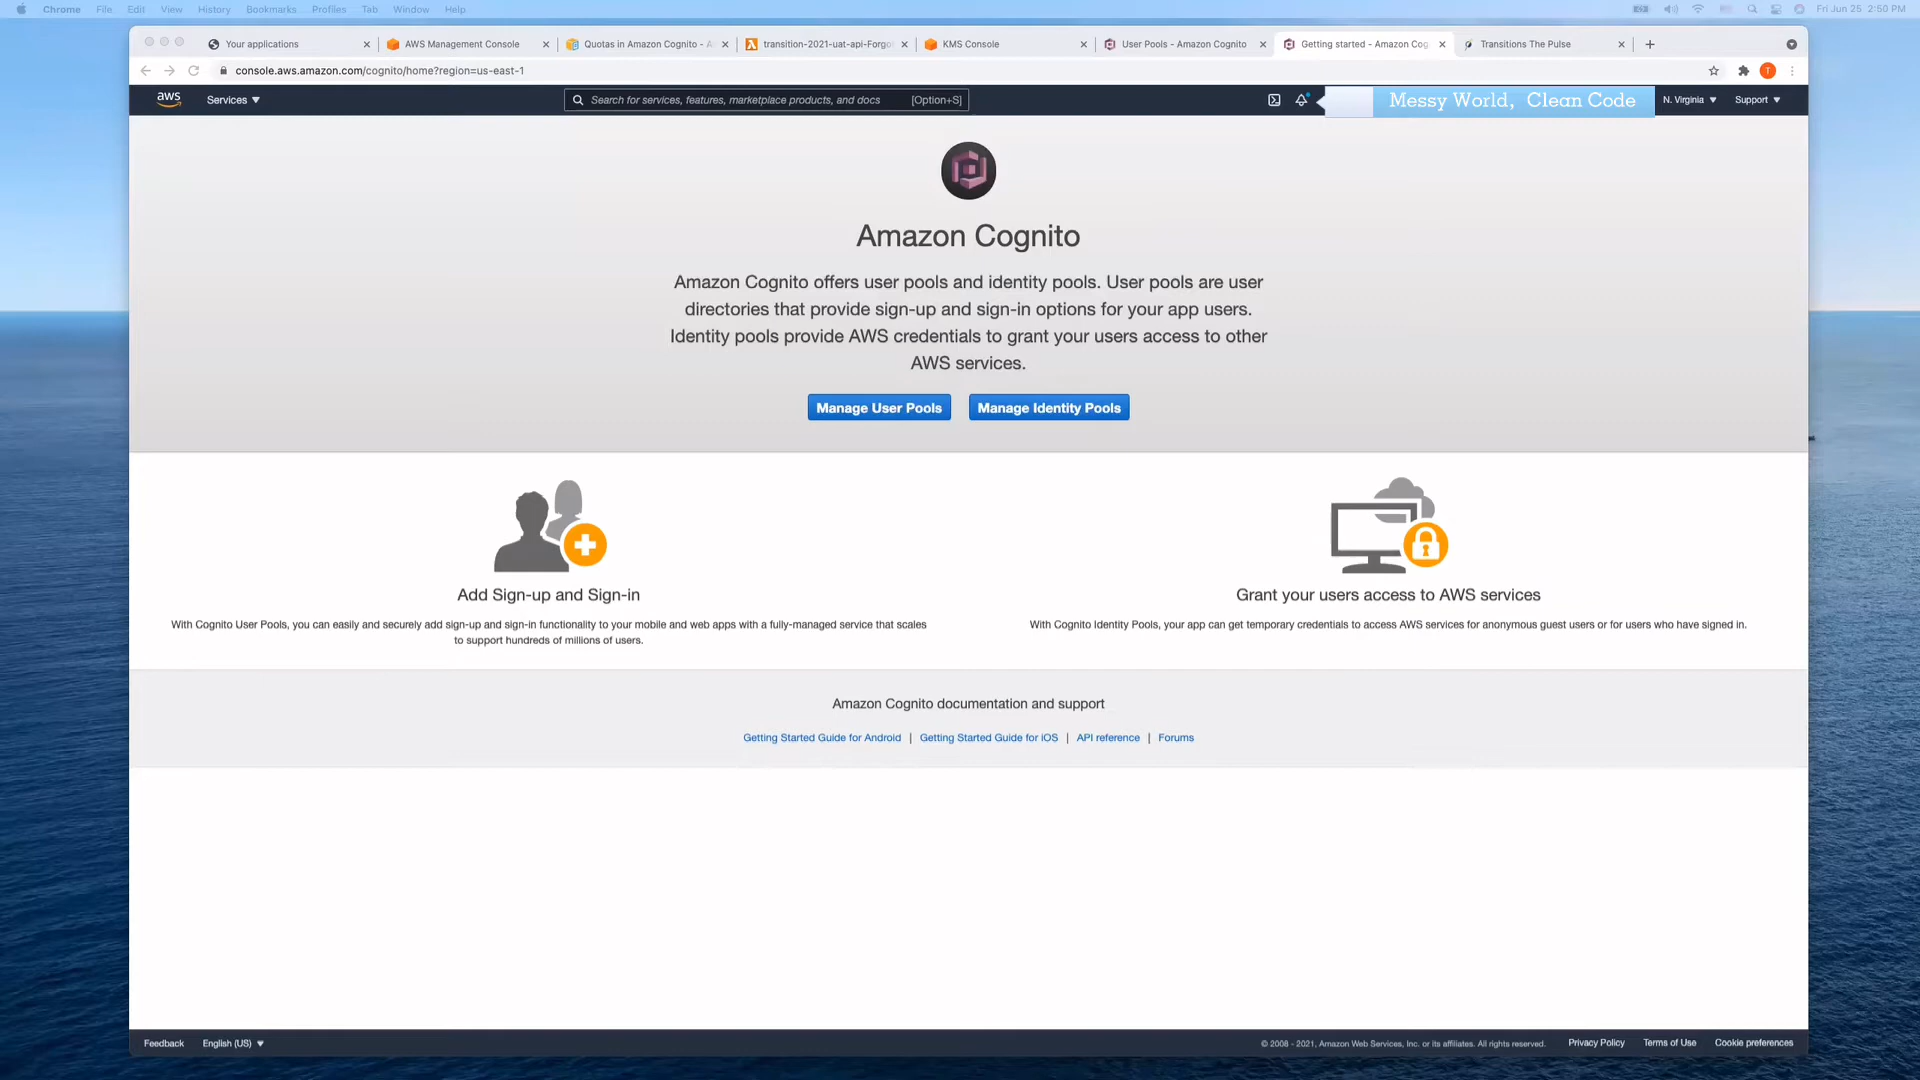 Chrome File Edit View History Bookmarks Profiles Tab Window Help Fri Jun 25 2:50 PM
Your applications AWS Management Console Quotas in Amazon Cognito - A transition-2021-uat-api-Forgo KMS Console User Pools - Amazon Cognito Getting started - Amazon Cog Transitions The Pulse
console.aws.amazon.com/cognito/home?region=us-east-1 T
aws Services Search for services, features, marketplace products, and docs [Option+S] Messy World, Clean Code N. Virginia Support
Amazon Cognito
Amazon Cognito offers user pools and identity pools. User pools are user
directories that provide sign-up and sign-in options for your app users.
Identity pools provide AWS credentials to grant your users access to other
AWS services.
Manage User Pools Manage Identity Pools
Add Sign-up and Sign-in
With Cognito User Pools, you can easily and securely add sign-up and sign-in functionality to your mobile and web apps with a fully-managed service that scales
to support hundreds of millions of users.
Grant your users access to AWS services
With Cognito Identity Pools, your app can get temporary credentials to access AWS services for anonymous guest users or for users who have signed in.
Amazon Cognito documentation and support
Getting Started Guide for Android | Getting Started Guide for iOS | API reference | Forums
Feedback English (US) © 2008 - 2021, Amazon Web Services, Inc. or its affiliates. All rights reserved. Privacy Policy Terms of Use Cookie preferences